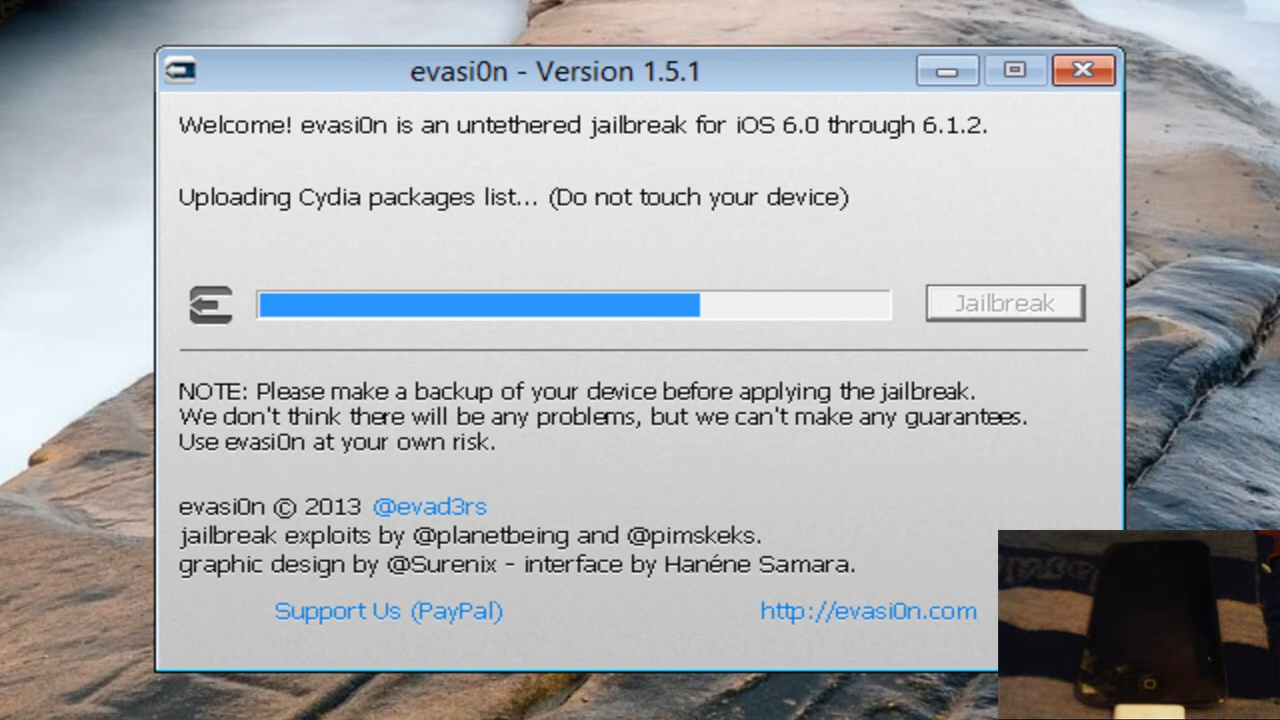 evasi0n - Version 1.5.1
Welcome! evasi0n is an untethered jailbreak for iOS 6.0 through 6.1.2.
Uploading Cydia packages list... (Do not touch your device)
Jailbreak
NOTE: Please make a backup of your device before applying the jailbreak.
We don't think there will be any problems, but we can't make any guarantees.
Use evasi0n at your own risk.
evasi0n © 2013 @evad3rs
jailbreak exploits by @planetbeing and @pimskeks.
graphic design by @Surenix - interface by Hanéne Samara.
Support Us (PayPal) http://evasi0n.com